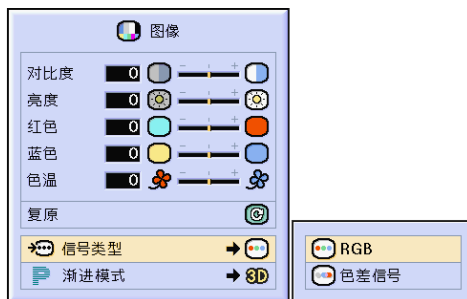 图像
对比度 0
亮度 0
红色 0
蓝色 0
色温 0
复原
信号类型
RGB
渐进模式 3D
色差信号